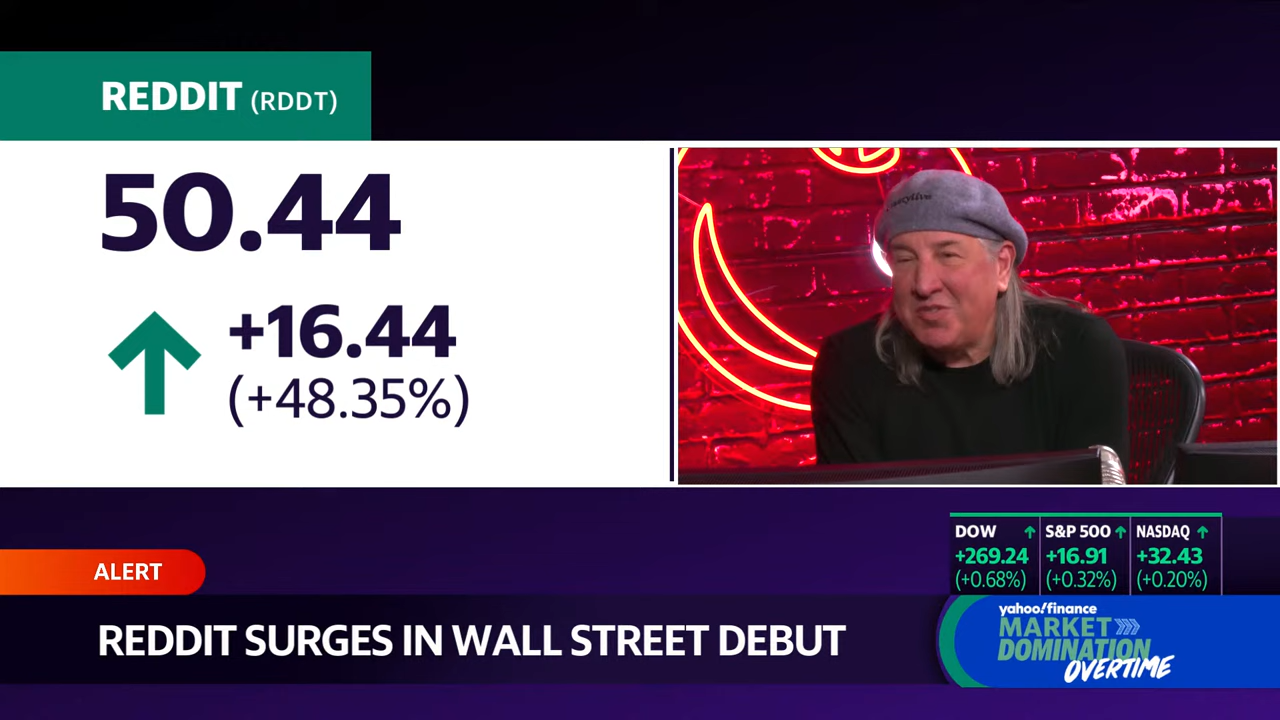 REDDIT (RDDT)
50.44
+16.44
(+48.35%)
ALERT
REDDIT SURGES IN WALL STREET DEBUT
DOW S&P 500 NASDAQ
+269.24 +16.91 +32.43
(+0.68%) (+0.32%) (+0.20%)
yahoo!finance
MARKET
DOMINATION
OVERTIME